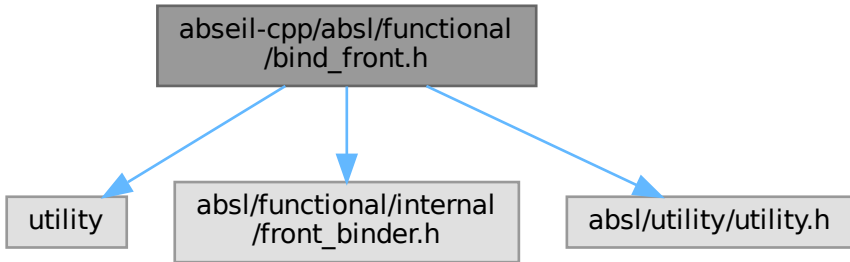 abseil-cpp/absl/functional
/bind_front.h
utility
absl/functional/internal
/front_binder.h
absl/utility/utility.h